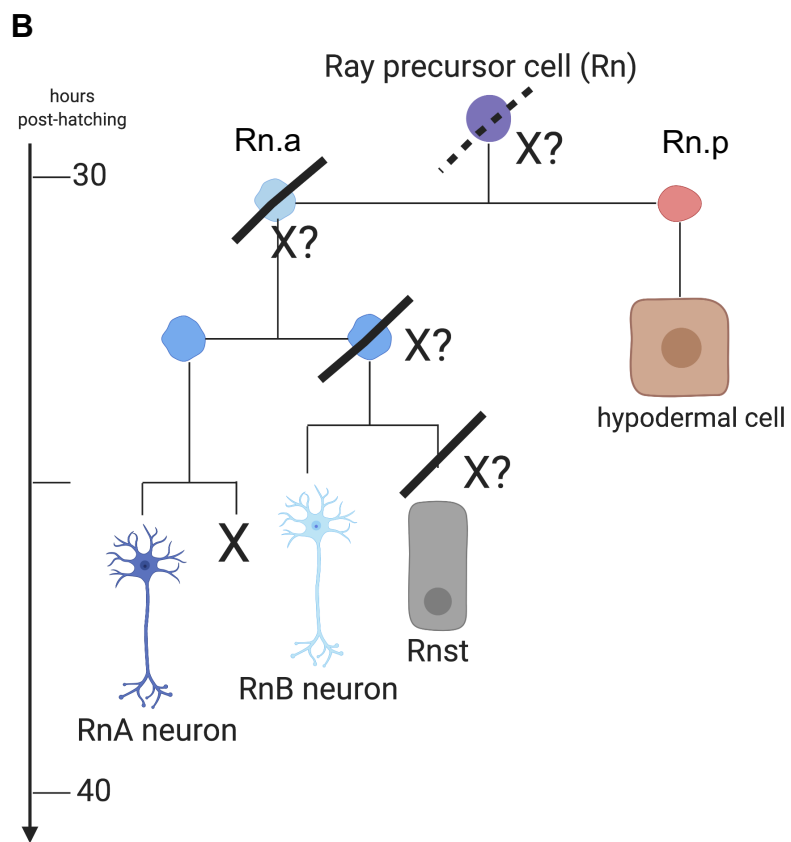 B
Ray precursor cell (Rn)
hours
post-hatching
X?
Rn.a
Rn.p
30
X?
X?
hypodermal cell
X?
X
Rnst
RnB neuron
RnA neuron
40